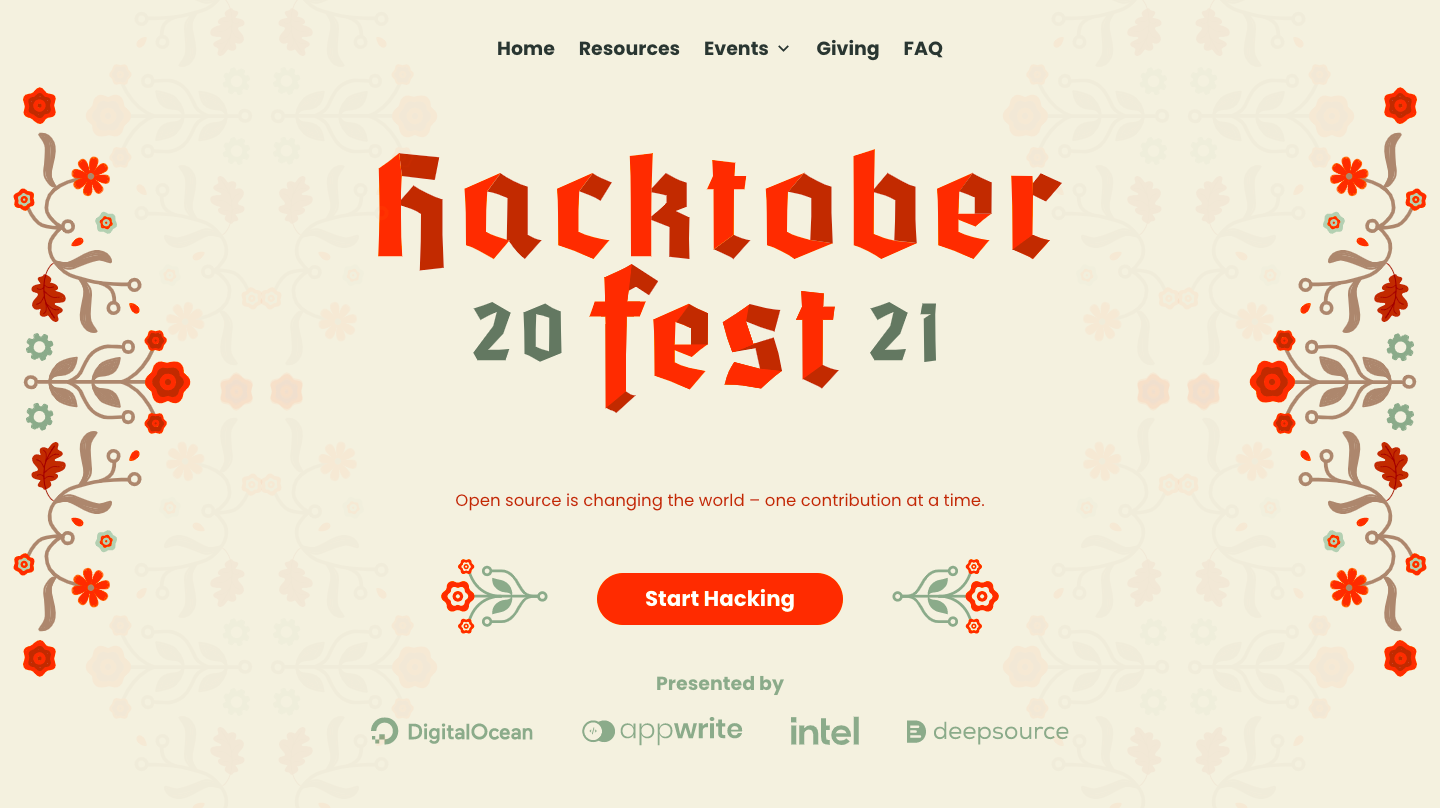 Home Resources Events Giving FAQ
hacktober
20 fest 21
Open source is changing the world – one contribution at a time.
Start Hacking
Presented by
DigitalOcean appwrite intel deepsource